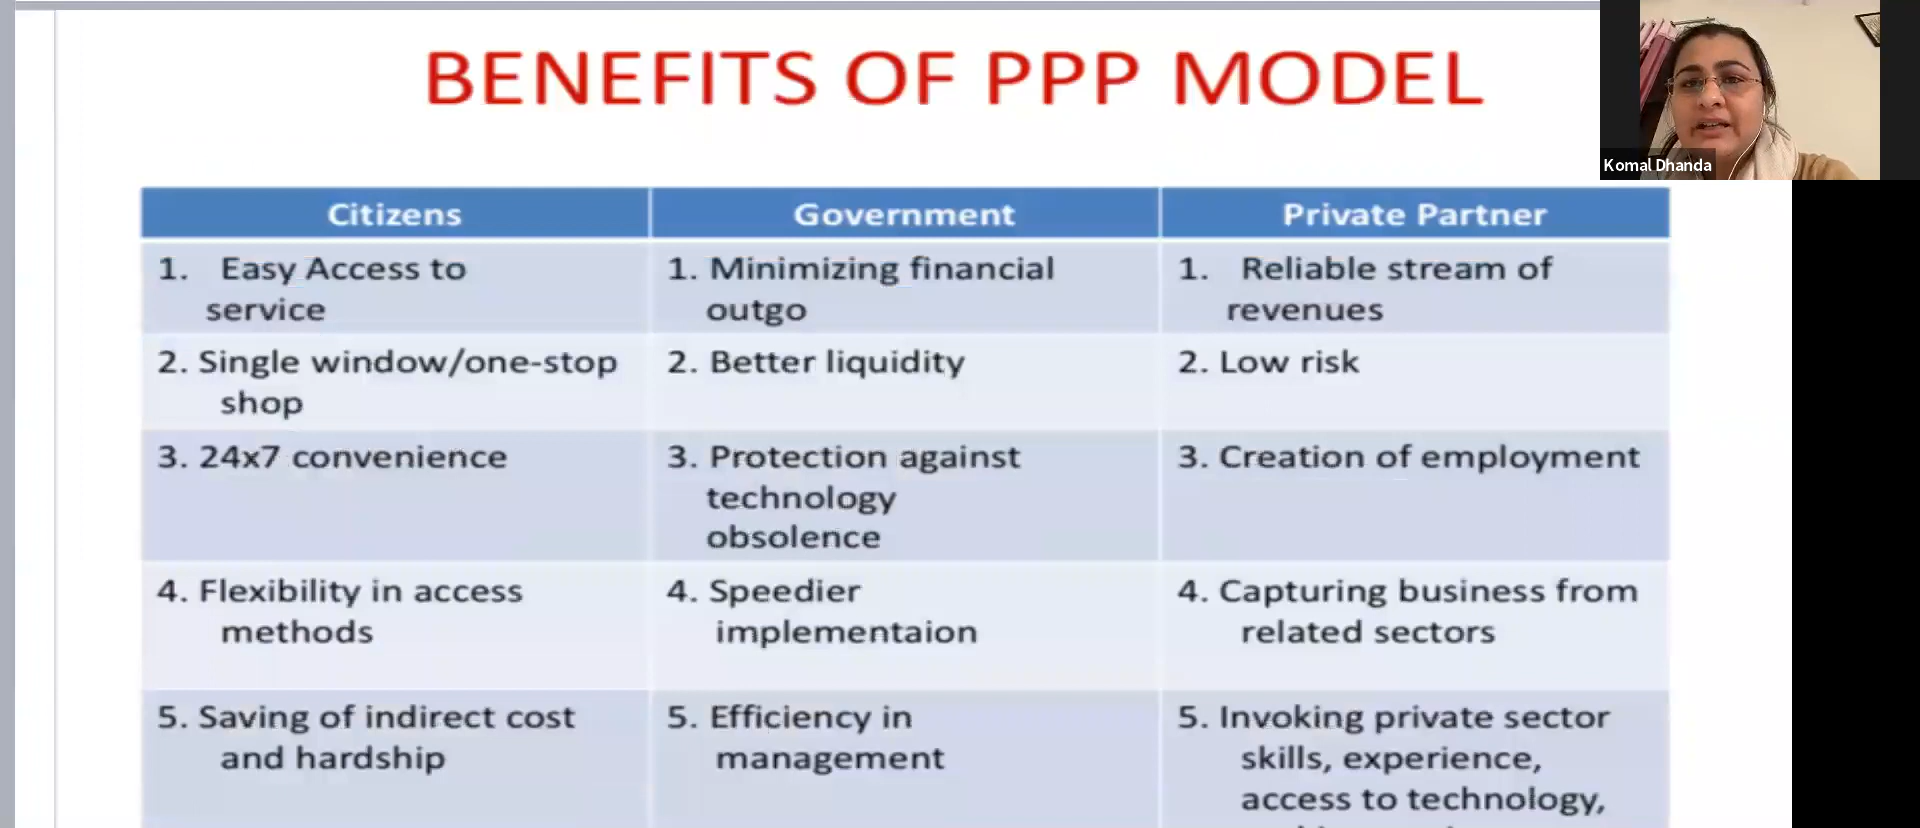 BENEFITS OF PPP MODEL
Komal Dhanda
Citizens
Government
Private Partner
1. Easy Access to
service
1. Minimizing financial
outgo
1. Reliable stream of
revenues
2. Single window/one-stop
shop
2. Better liquidity
2. Low risk
3. 24x7 convenience
3. Protection against
technology
obsolence
3. Creation of employment
4. Flexibility in access
methods
4. Speedier
implementaion
4. Capturing business from
related sectors
5. Saving of indirect cost
and hardship
5. Efficiency in
management
5. Invoking private sector
skills, experience,
access to technology,